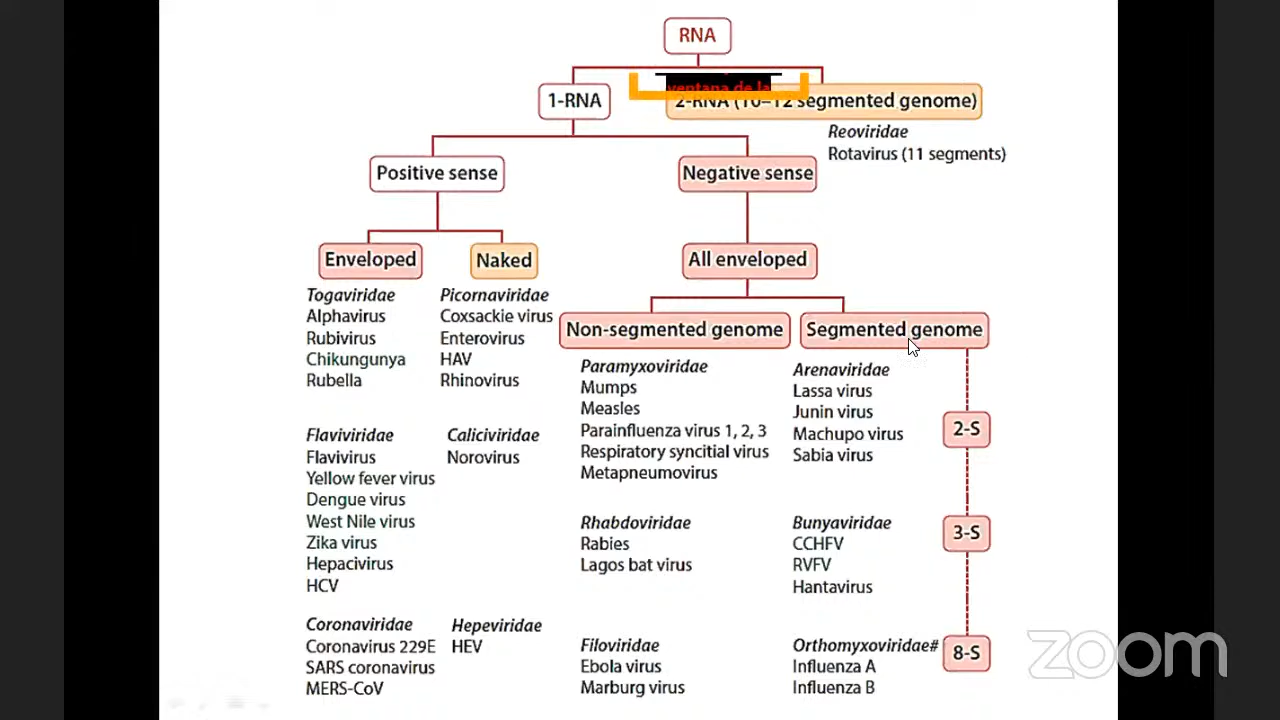 RNA
ventana de la
1-RNA
2-RNA (10–12 segmented genome)
Reoviridae
Rotavirus (11 segments)
Positive sense
Negative sense
Enveloped
Naked
All enveloped
Togaviridae
Alphavirus
Rubivirus
Chikungunya
Rubella
Picornaviridae
Coxsackie virus
Enterovirus
HAV
Rhinovirus
Non-segmented genome
Segmented genome
Flaviviridae
Flavivirus
Yellow fever virus
Dengue virus
West Nile virus
Zika virus
Hepacivirus
HCV
Caliciviridae
Norovirus
Paramyxoviridae
Mumps
Measles
Parainfluenza virus 1, 2, 3
Respiratory syncitial virus
Metapneumovirus
Arenaviridae
Lassa virus
Junin virus
Machupo virus
Sabia virus
2-S
Rhabdoviridae
Rabies
Lagos bat virus
Bunyaviridae
CCHFV
RVFV
Hantavirus
3-S
Coronaviridae
Coronavirus 229E
SARS coronavirus
MERS-CoV
Hepeviridae
HEV
Filoviridae
Ebola virus
Marburg virus
Orthomyxoviridae#
Influenza A
Influenza B
8-S
zoom